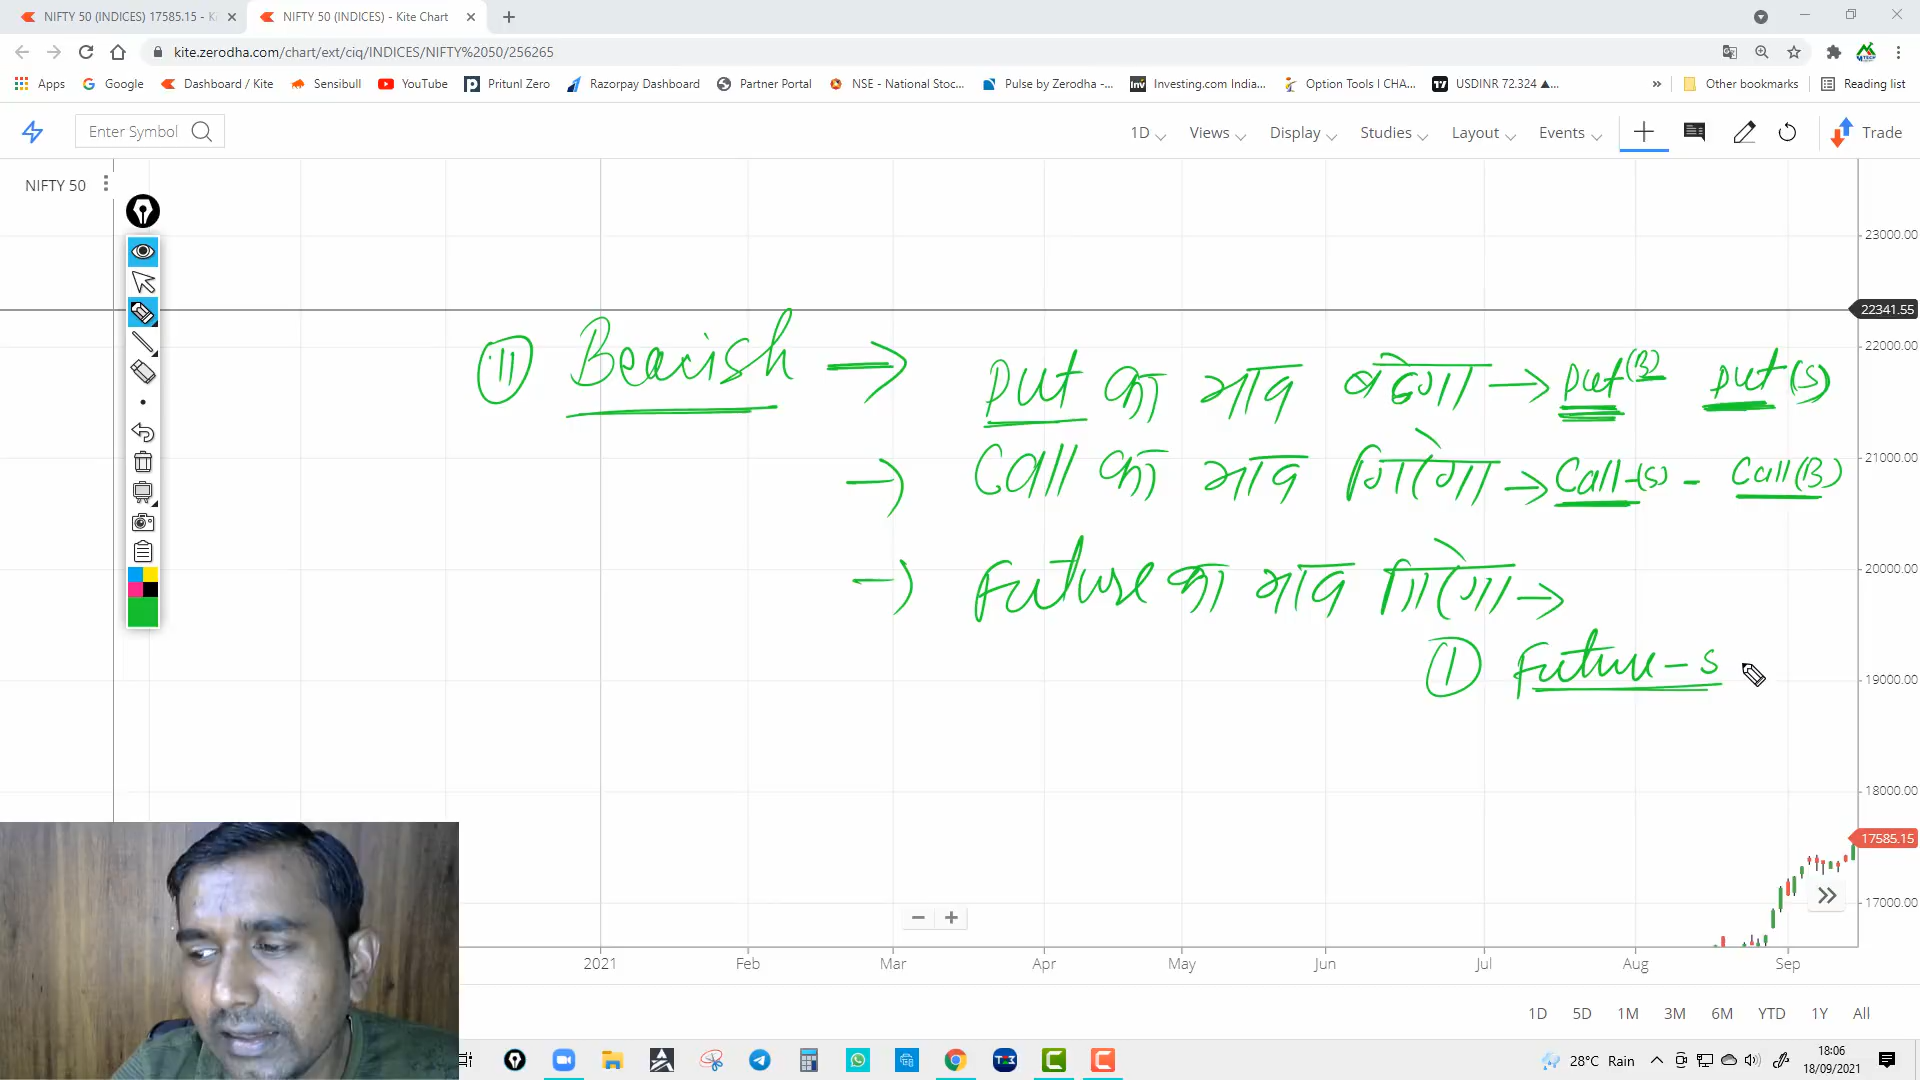 NIFTY 50 (INDICES) 17585.15 - Ki
NIFTY 50 (INDICES) - Kite Chart
kite.zerodha.com/chart/ext/ciq/INDICES/NIFTY%2050/256265
Apps Google Dashboard / Kite Sensibull YouTube Pritunl Zero Razorpay Dashboard Partner Portal NSE - National Stoc... Pulse by Zerodha -... Investing.com India... Option Tools I CHA... USDINR 72.324 ▲... » Other bookmarks Reading list
Enter Symbol 1D Views Display Studies Layout Events Trade
NIFTY 50
23000.00
22341.55
22000.00
II Bearish ⇒ Put का भाव बढेगा → Put (B) Put (S)
21000.00
→ Call का भाव गिरेगा → Call-(S) - Call (B)
20000.00
→ Future का भाव गिरेगा →
19000.00
1 Future - S
18000.00
17585.15
17000.00
2021 Feb Mar Apr May Jun Jul Aug Sep
1D 5D 1M 3M 6M YTD 1Y All
28°C Rain
18:06
18/09/2021